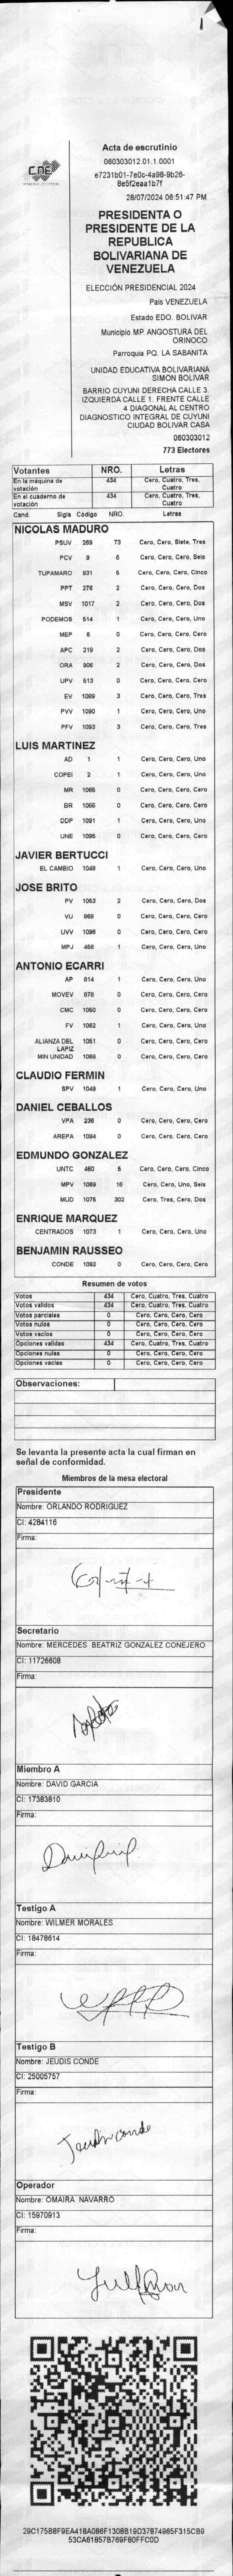 1
CNE
Acta de escrutinio
060303012.01.1.0001
e7231b01-7e0c-4a98-9b26-
8e5f2eaa1b7f
28/07/2024 06:51:47 PM
PRESIDENTA O
PRESIDENTE DE LA
REPUBLICA
BOLIVARIANA DE
VENEZUELA
ELECCIÓN PRESIDENCIAL 2024
País VENEZUELA
Estado EDO. BOLIVAR
Municipio MP. ANGOSTURA DEL
ORINOCO
Parroquia PQ. LA SABANITA
UNIDAD EDUCATIVA BOLIVARIANA
SIMON BOLIVAR
BARRIO CUYUNI DERECHA CALLE 3.
IZQUIERDA CALLE 1. FRENTE CALLE
4 DIAGONAL AL CENTRO
DIAGNOSTICO INTEGRAL DE CUYUNI
CIUDAD BOLIVAR CASA
060303012
773 Electores
Votantes NRO. Letras
En la máquina de votación 434 Cero, Cuatro, Tres, Cuatro
En el cuaderno de votación 434 Cero, Cuatro, Tres, Cuatro
Cand. Sigla Código NRO. Letras
NICOLAS MADURO
PSUV 269 73 Cero, Cero, Siete, Tres
PCV 9 6 Cero, Cero, Cero, Seis
TUPAMARO 931 5 Cero, Cero, Cero, Cinco
PPT 276 2 Cero, Cero, Cero, Dos
MSV 1017 2 Cero, Cero, Cero, Dos
PODEMOS 514 1 Cero, Cero, Cero, Uno
MEP 6 0 Cero, Cero, Cero, Cero
APC 219 2 Cero, Cero, Cero, Dos
ORA 906 2 Cero, Cero, Cero, Dos
UPV 513 0 Cero, Cero, Cero, Cero
EV 1089 3 Cero, Cero, Cero, Tres
PVV 1090 1 Cero, Cero, Cero, Uno
PFV 1093 3 Cero, Cero, Cero, Tres
LUIS MARTINEZ
AD 1 1 Cero, Cero, Cero, Uno
COPEI 2 1 Cero, Cero, Cero, Uno
MR 1065 0 Cero, Cero, Cero, Cero
BR 1066 0 Cero, Cero, Cero, Cero
DDP 1091 1 Cero, Cero, Cero, Uno
UNE 1095 0 Cero, Cero, Cero, Cero
JAVIER BERTUCCI
EL CAMBIO 1048 1 Cero, Cero, Cero, Uno
JOSE BRITO
PV 1053 2 Cero, Cero, Cero, Dos
VU 868 0 Cero, Cero, Cero, Cero
UVV 1096 0 Cero, Cero, Cero, Cero
MPJ 458 1 Cero, Cero, Cero, Uno
ANTONIO ECARRI
AP 814 1 Cero, Cero, Cero, Uno
MOVEV 878 0 Cero, Cero, Cero, Cero
CMC 1050 0 Cero, Cero, Cero, Cero
FV 1062 1 Cero, Cero, Cero, Uno
ALIANZA DEL LAPIZ 1051 0 Cero, Cero, Cero, Cero
MIN UNIDAD 1068 0 Cero, Cero, Cero, Cero
CLAUDIO FERMIN
SPV 1049 1 Cero, Cero, Cero, Uno
DANIEL CEBALLOS
VPA 236 0 Cero, Cero, Cero, Cero
AREPA 1094 0 Cero, Cero, Cero, Cero
EDMUNDO GONZALEZ
UNTC 460 5 Cero, Cero, Cero, Cinco
MPV 1069 16 Cero, Cero, Uno, Seis
MUD 1075 302 Cero, Tres, Cero, Dos
ENRIQUE MARQUEZ
CENTRADOS 1073 1 Cero, Cero, Cero, Uno
BENJAMIN RAUSSEO
CONDE 1092 0 Cero, Cero, Cero, Cero
Resumen de votos
Votos 434 Cero, Cuatro, Tres, Cuatro
Votos validos 434 Cero, Cuatro, Tres, Cuatro
Votos parciales 0 Cero, Cero, Cero, Cero
Votos nulos 0 Cero, Cero, Cero, Cero
Votos vacios 0 Cero, Cero, Cero, Cero
Opciones validas 434 Cero, Cuatro, Tres, Cuatro
Opciones nulas 0 Cero, Cero, Cero, Cero
Opciones vacias 0 Cero, Cero, Cero, Cero
Observaciones:
Se levanta la presente acta la cual firman en
señal de conformidad.
Miembros de la mesa electoral
Presidente
Nombre: ORLANDO RODRIGUEZ
CI: 4284116
Firma:
Secretario
Nombre: MERCEDES BEATRIZ GONZALEZ CONEJERO
CI: 11726608
Firma:
Miembro A
Nombre: DAVID GARCIA
CI: 17383810
Firma:
Testigo A
Nombre: WILMER MORALES
CI: 18478614
Firma:
Testigo B
Nombre: JEUDIS CONDE
CI: 25005757
Firma:
Jeudis conde
Operador
Nombre: OMAIRA NAVARRO
CI: 15970913
Firma:
29C175B8F9EA418A086F1308B19D37874965F315CB9
53CA61857B769F80FFC0D